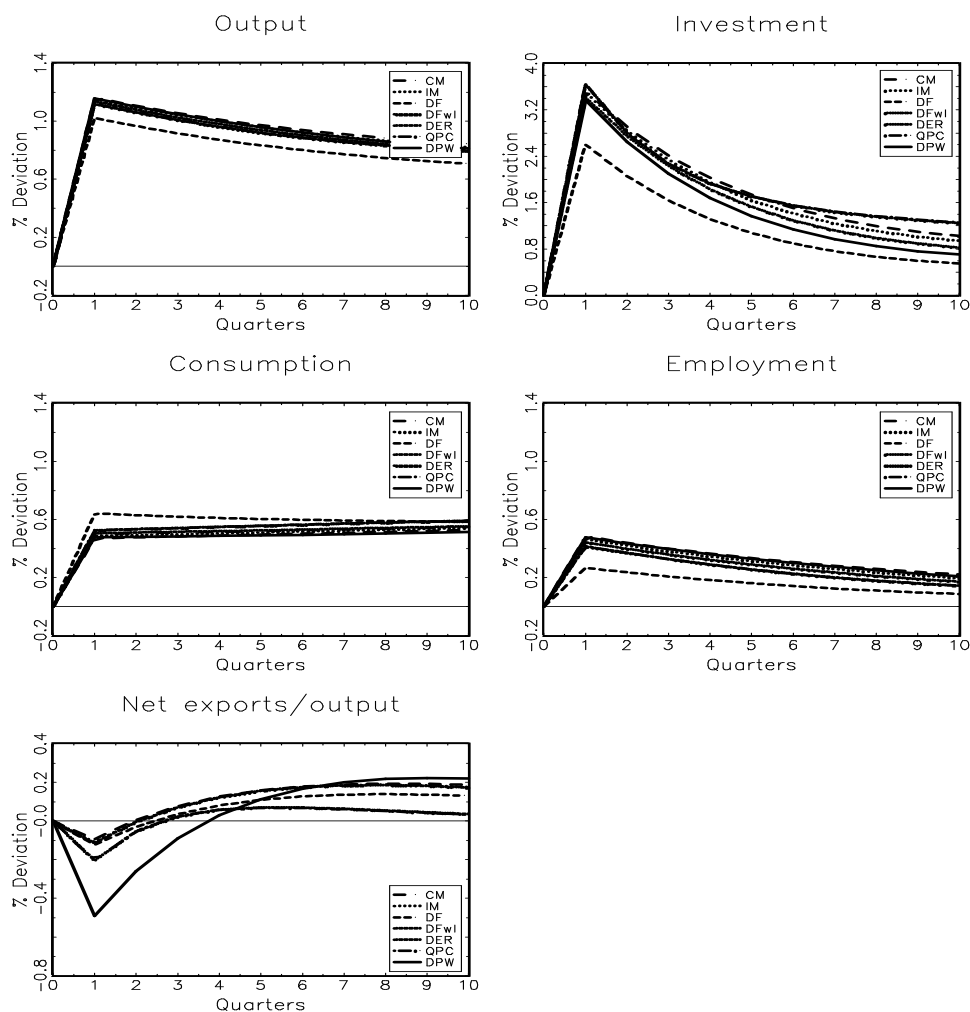 Output
% Deviation
1.4
1.0
0.6
0.2
-0.2
CM
IM
DF
DFwI
DER
QPC
DPW
0 1 2 3 4 5 6 7 8 9 10
Quarters
Investment
% Deviation
4.0
3.2
2.4
1.6
0.8
0.0
CM
IM
DF
DFwI
DER
QPC
DPW
0 1 2 3 4 5 6 7 8 9 10
Quarters
Consumption
% Deviation
1.4
1.0
0.6
0.2
-0.2
CM
IM
DF
DFwI
DER
QPC
DPW
0 1 2 3 4 5 6 7 8 9 10
Quarters
Employment
% Deviation
1.4
1.0
0.6
0.2
-0.2
CM
IM
DF
DFwI
DER
QPC
DPW
0 1 2 3 4 5 6 7 8 9 10
Quarters
Net exports/output
% Deviation
0.4
0.2
-0.0
-0.4
-0.8
CM
IM
DF
DFwI
DER
QPC
DPW
0 1 2 3 4 5 6 7 8 9 10
Quarters